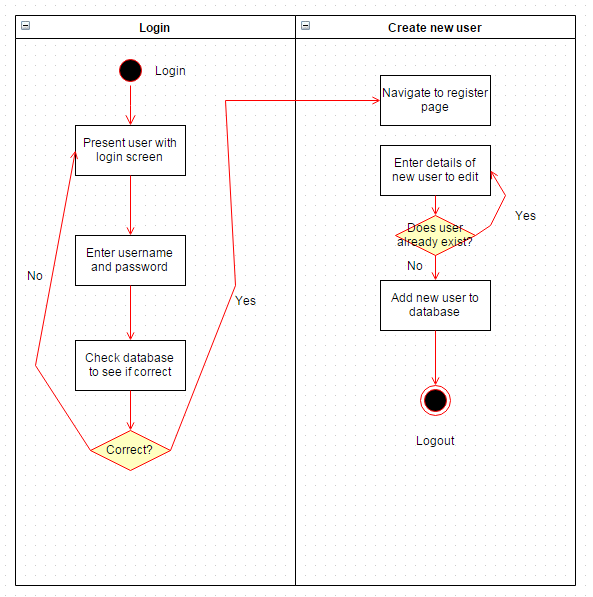 Login
Create new user
Login
Present user with
login screen
Enter username
and password
Check database
to see if correct
Correct?
No
Yes
Navigate to register
page
Enter details of
new user to edit
Does user
already exist?
Yes
No
Add new user to
database
Logout